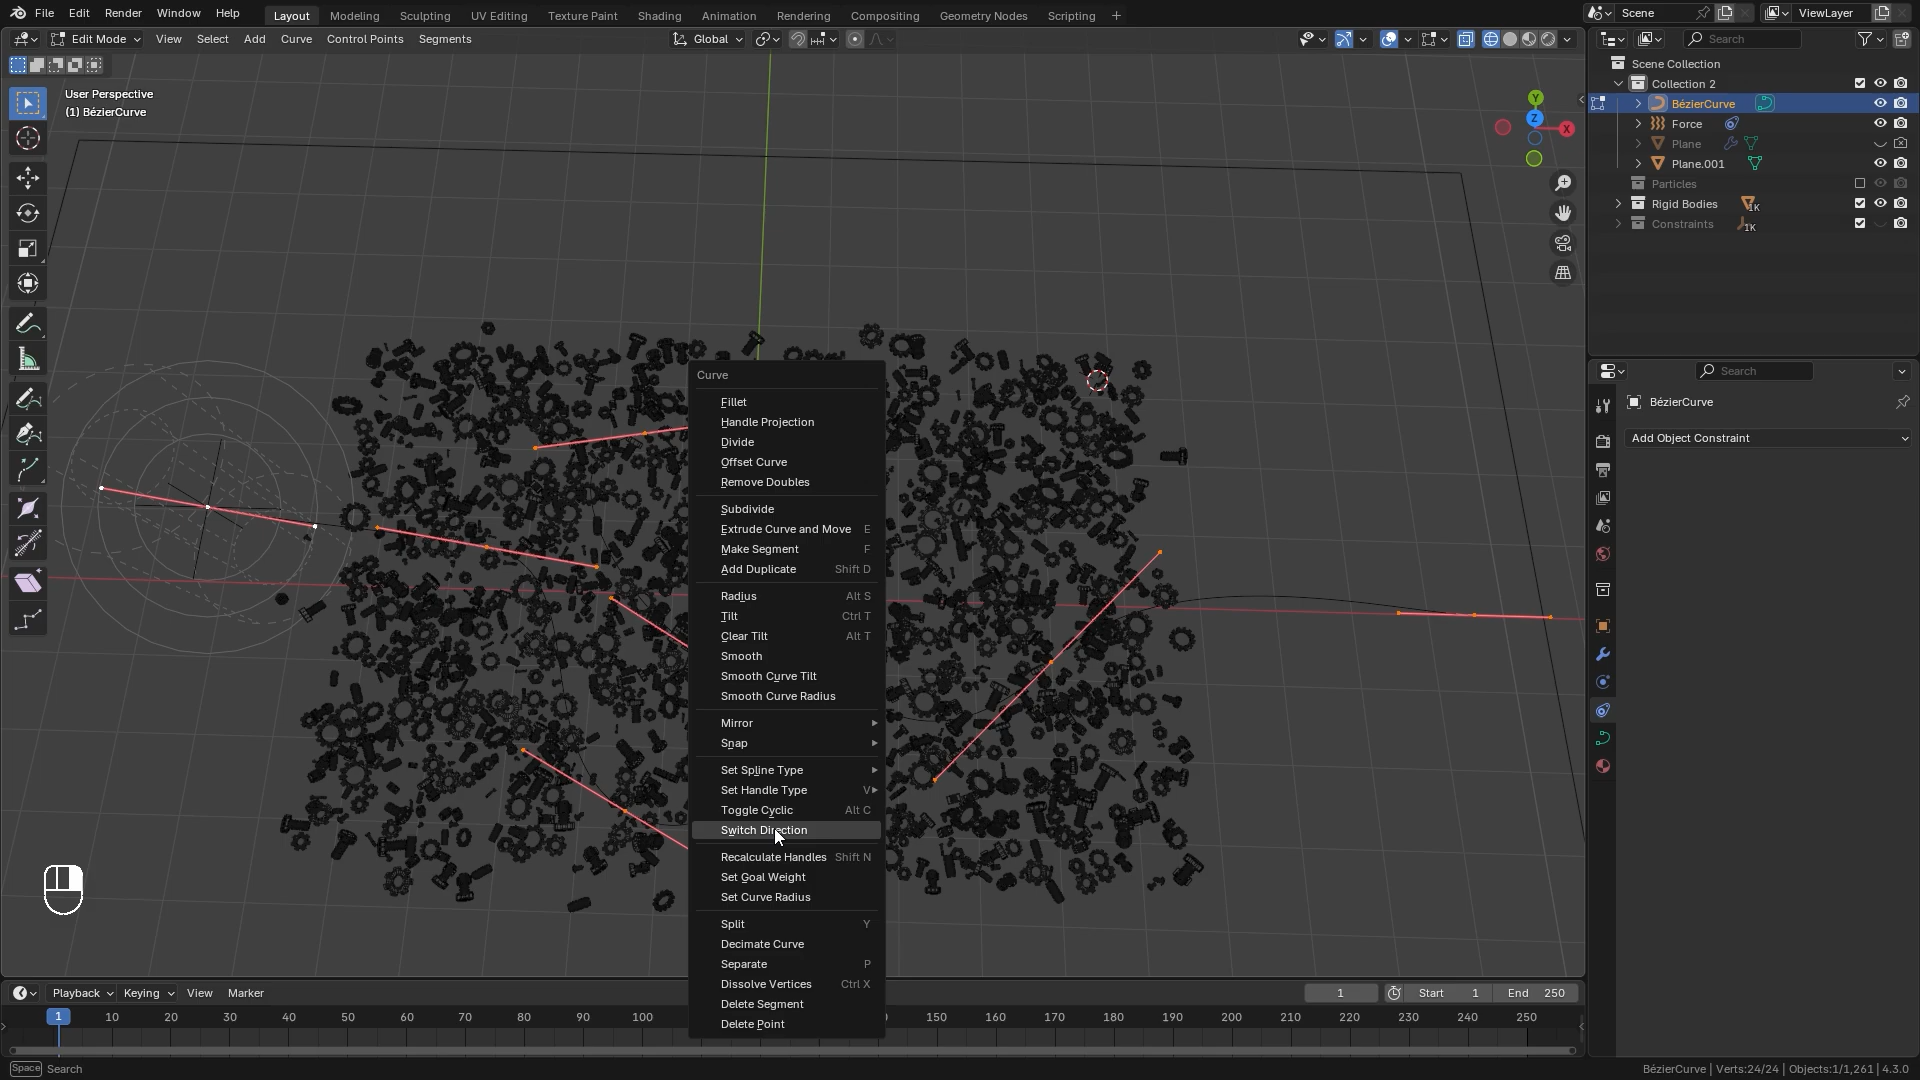 File Edit Render Window Help Layout Modeling Sculpting UV Editing Texture Paint Shading Animation Rendering Compositing Geometry Nodes Scripting + Scene ViewLayer
Edit Mode View Select Add Curve Control Points Segments Global Search
User Perspective
(1) BézierCurve
Scene Collection
Collection 2
BézierCurve
Force
Plane
Plane.001
Particles
Rigid Bodies 1K
Constraints 1K
Y
Z
X
Search
BézierCurve
Add Object Constraint
Curve
Fillet
Handle Projection
Divide
Offset Curve
Remove Doubles
Subdivide
Extrude Curve and Move E
Make Segment F
Add Duplicate Shift D
Radius Alt S
Tilt Ctrl T
Clear Tilt Alt T
Smooth
Smooth Curve Tilt
Smooth Curve Radius
Mirror
Snap
Set Spline Type
Set Handle Type V
Toggle Cyclic Alt C
Switch Direction
Recalculate Handles Shift N
Set Goal Weight
Set Curve Radius
Split Y
Decimate Curve
Separate P
Dissolve Vertices Ctrl X
Delete Segment
Delete Point
Playback Keying View Marker 1 Start 1 End 250
1 10 20 30 40 50 60 70 80 90 100 150 160 170 180 190 200 210 220 230 240 250
Space Search BézierCurve | Verts:24/24 | Objects:1/1,261 | 4.3.0